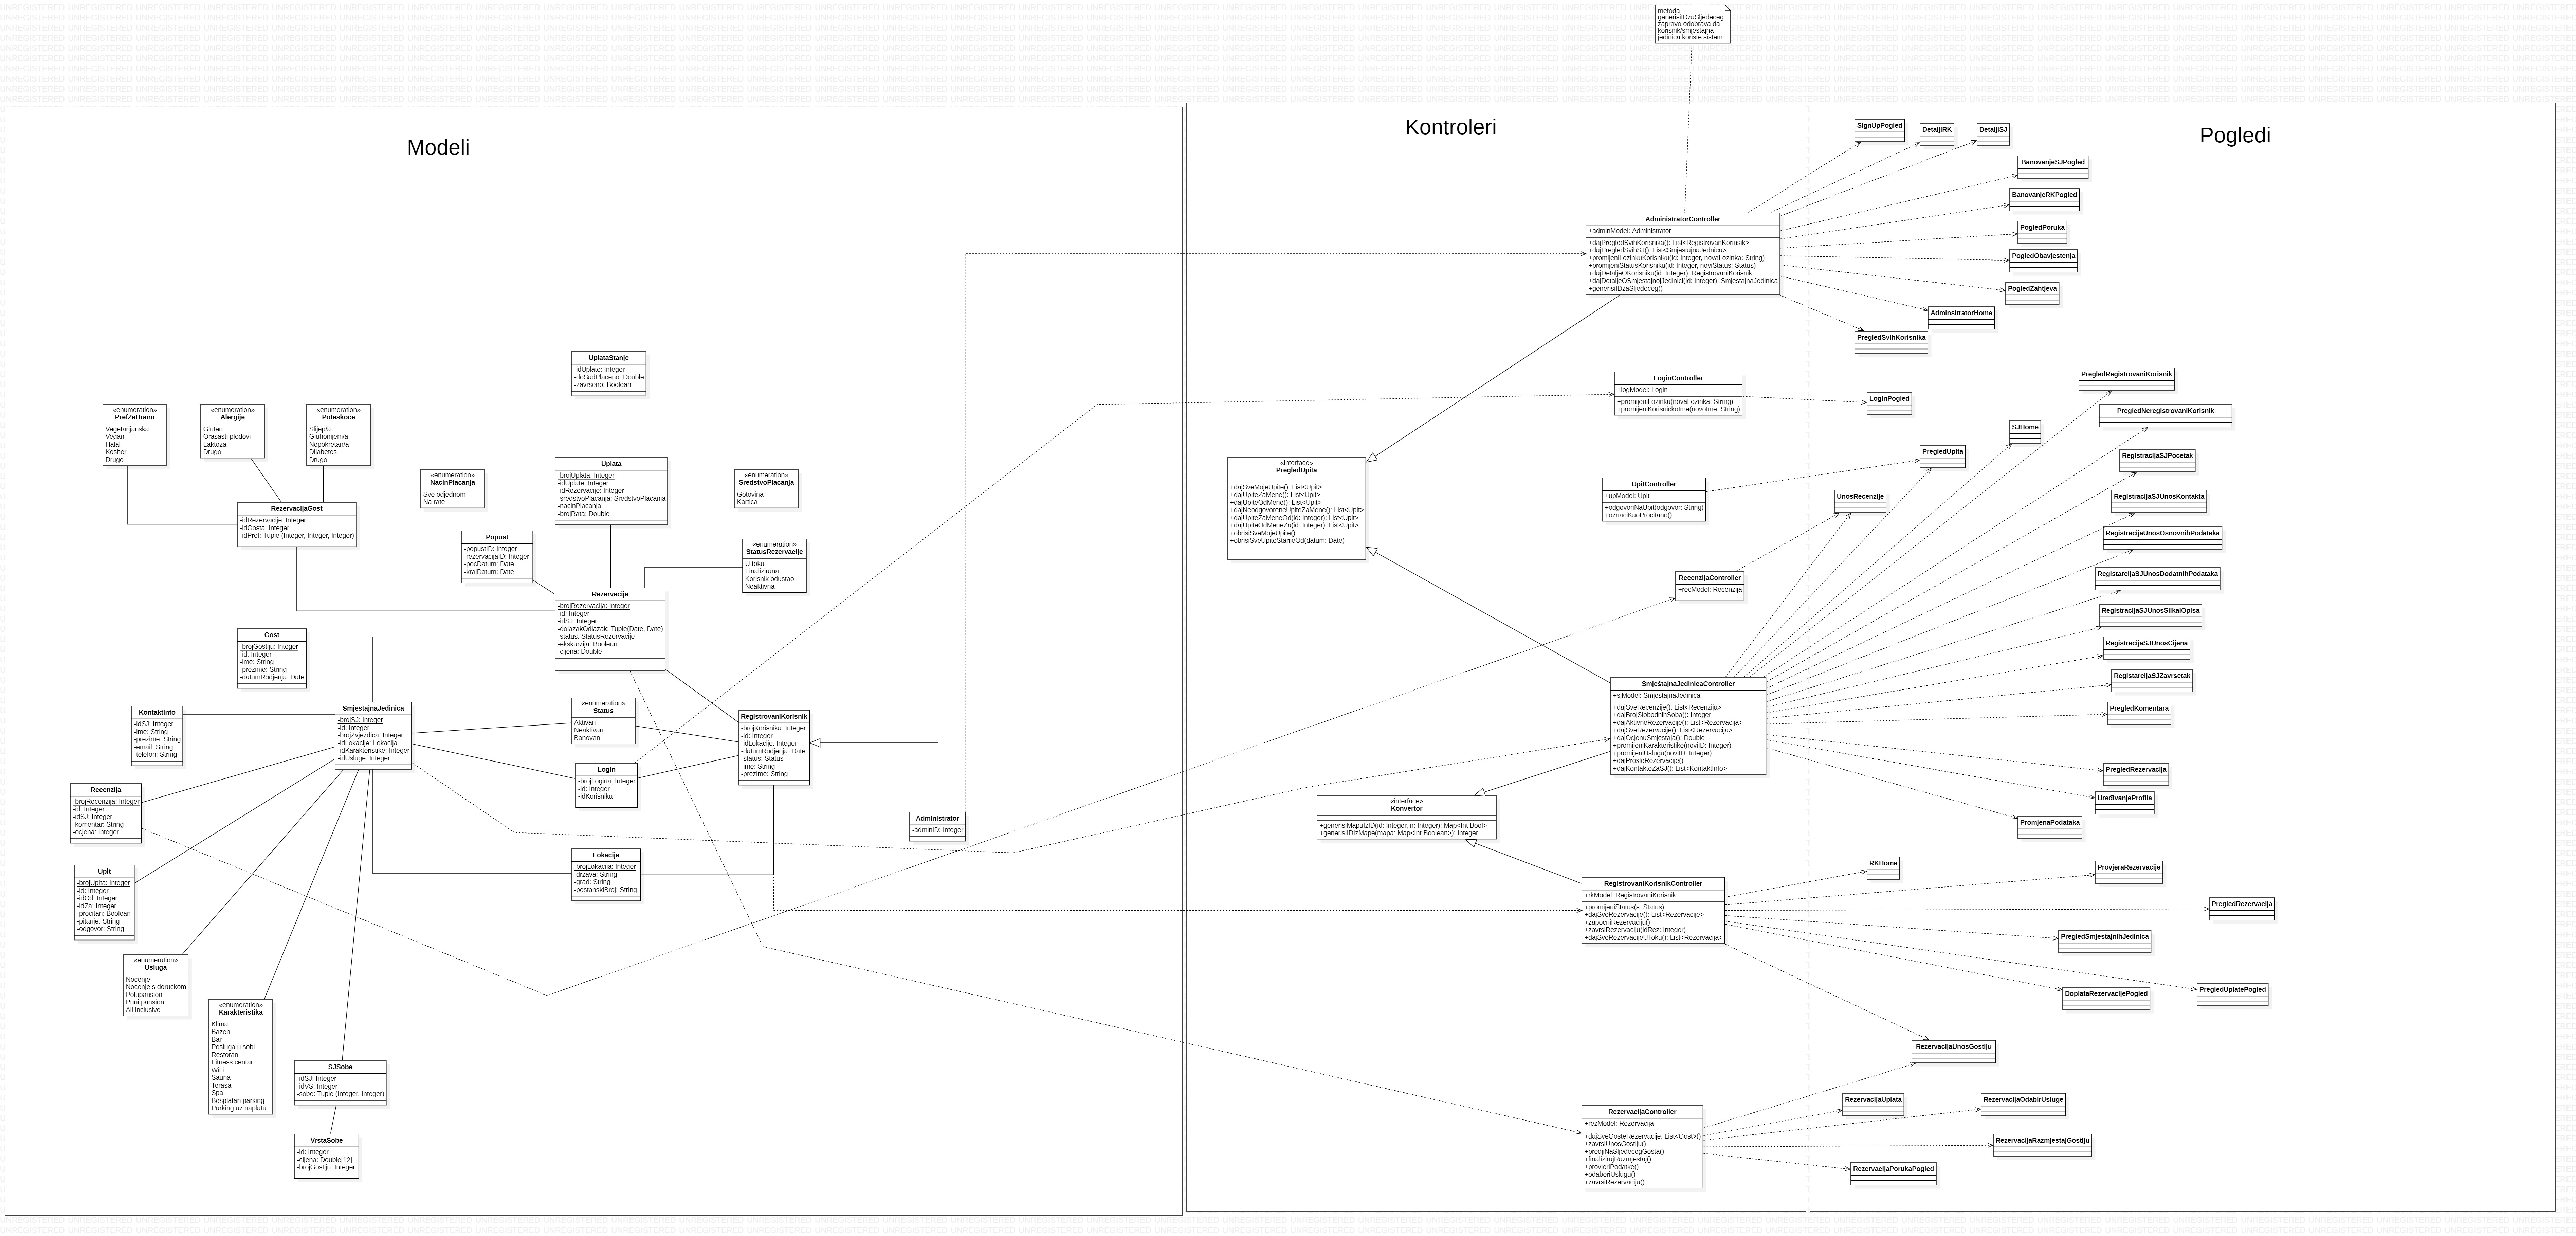 metoda
generisiIDzaSljedeceg
zapravo odobrava da
korisnik/smjestajna
jedinica koriste sistem
Modeli
UplataStanje
-idUplate: Integer
-doSadPlaceno: Double
-zavrseno: Boolean
«enumeration»
PrefZaHranu
Vegetarijanska
Vegan
Halal
Kosher
Drugo
«enumeration»
Alergije
Gluten
Orasasti plodovi
Laktoza
Drugo
«enumeration»
Poteskoce
Slijep/a
Gluhonijem/a
Nepokretan/a
Dijabetes
Drugo
«enumeration»
NacinPlacanja
Sve odjednom
Na rate
Uplata
-brojUplata: Integer
-idUplate: Integer
-idRezervacije: Integer
-sredstvoPlacanja: SredstvoPlacanja
-nacinPlacanja
-brojRata: Double
«enumeration»
SredstvoPlacanja
Gotovina
Kartica
RezervacijaGost
-idRezervacije: Integer
-idGosta: Integer
-idPref: Tuple (Integer, Integer, Integer)
Popust
-popustID: Integer
-rezervacijaID: Integer
-pocDatum: Date
-krajDatum: Date
«enumeration»
StatusRezervacije
U toku
Finalizirana
Korisnik odustao
Neaktivna
Rezervacija
-brojRezervacija: Integer
-id: Integer
-idSJ: Integer
-dolazakOdlazak: Tuple(Date, Date)
-status: StatusRezervacije
-ekskurzija: Boolean
-cijena: Double
Gost
-brojGostiju: Integer
-id: Integer
-ime: String
-prezime: String
-datumRodjenja: Date
KontaktInfo
-idSJ: Integer
-ime: String
-prezime: String
-email: String
-telefon: String
SmjestajnaJedinica
-brojSJ: Integer
-id: Integer
-brojZvjezdica: Integer
-idLokacije: Lokacija
-idKarakteristike: Integer
-idUsluge: Integer
«enumeration»
Status
Aktivan
Neaktivan
Banovan
RegistrovaniKorisnik
-brojKorisnika: Integer
-id: Integer
-idLokacije: Integer
-datumRodjenja: Date
-status: Status
-ime: String
-prezime: String
Login
-brojLogina: Integer
-id: Integer
-idKorisnika
Recenzija
-brojRecenzija: Integer
-id: Integer
-idSJ: Integer
-komentar: String
-ocjena: Integer
Administrator
-adminID: Integer
Lokacija
-brojLokacija: Integer
-drzava: String
-grad: String
-postanskiBroj: String
Upit
-brojUpita: Integer
-id: Integer
-idOd: Integer
-idZa: Integer
-procitan: Boolean
-pitanje: String
-odgovor: String
«enumeration»
Usluga
Nocenje
Nocenje s doruckom
Polupansion
Puni pansion
All inclusive
«enumeration»
Karakteristika
Klima
Bazen
Bar
Posluga u sobi
Restoran
Fitness centar
WiFi
Sauna
Terasa
Spa
Besplatan parking
Parking uz naplatu
SJSobe
-idSJ: Integer
-idVS: Integer
-sobe: Tuple (Integer, Integer)
VrstaSobe
-id: Integer
-cijena: Double[12]
-brojGostiju: Integer
Kontroleri
AdministratorController
+adminModel: Administrator
+dajPregledSvihKorisnika(): List<RegistrovanKorinsik>
+dajPregledSvihSJ(): List<SmjestajnaJednica>
+promijeniLozinkuKorisniku(id: Integer, novaLozinka: String)
+promijeniStatusKorisniku(id: Integer, noviStatus: Status)
+dajDetaljeOKorisniku(id: Integer): RegistrovaniKorisnik
+dajDetaljeOSmjestajnojJedinici(id: Integer): SmjestajnaJedinica
+generisiIDzaSljedeceg()
LoginController
+logModel: Login
+promijeniLozinku(novaLozinka: String)
+promijeniKorisnickoIme(novoIme: String)
«interface»
PregledUpita
+dajSveMojeUpite(): List<Upit>
+dajUpiteZaMene(): List<Upit>
+dajUpiteOdMene(): List<Upit>
+dajNeodgovoreneUpiteZaMene(): List<Upit>
+dajUpiteZaMeneOd(id: Integer): List<Upit>
+dajUpiteOdMeneZa(id: Integer): List<Upit>
+obrisiSveMojeUpite()
+obrisiSveUpiteStarijeOd(datum: Date)
UpitController
+upModel: Upit
+odgovoriNaUpit(odgovor: String)
+oznaciKaoProcitano()
RecenzijaController
+recModel: Recenzija
SmještajnaJedinicaController
+sjModel: SmjestajnaJedinica
+dajSveRecenzije(): List<Recenzija>
+dajBrojSlobodnihSoba(): Integer
+dajAktivneRezervacije(): List<Rezervacija>
+dajSveRezervacije(): List<Rezervacija>
+dajOcjenuSmjestaja(): Double
+promijeniKarakteristike(noviID: Integer)
+promijeniUslugu(noviID: Integer)
+dajProsleRezervacije()
+dajKontakteZaSJ(): List<KontaktInfo>
«interface»
Konvertor
+generisiMapuIzID(id: Integer, n: Integer): Map<Int Bool>
+generisiIDIzMape(mapa: Map<Int Boolean>): Integer
RegistrovaniKorisnikController
+rkModel: RegistrovaniKorisnik
+promijeniStatus(s: Status)
+dajSveRezervacije(): List<Rezervacije>
+zapocniRezervaciju()
+zavrsiRezervaciju(idRez: Integer)
+dajSveRezervacijeUToku(): List<Rezervacija>
RezervacijaController
+rezModel: Rezervacija
+dajSveGosteRezervacije: List<Gost>()
+zavrsiUnosGostiju()
+predjiNaSljedecegGosta()
+finalizirajRazmjestaj()
+provjeriPodatke()
+odaberiUslugu()
+zavrsiRezervaciju()
Pogledi
SignUpPogled
DetaljiRK
DetaljiSJ
BanovanjeSJPogled
BanovanjeRKPogled
PogledPoruka
PogledObavjestenja
PogledZahtjeva
AdminsitratorHome
PregledSvihKorisnika
PregledRegistrovaniKorisnik
LogInPogled
PregledNeregistrovaniKorisnik
SJHome
PregledUpita
RegistracijaSJPocetak
UnosRecenzije
RegistracijaSJUnosKontakta
RegistracijaUnosOsnovnihPodataka
RegistarcijaSJUnosDodatnihPodataka
RegistracijaSJUnosSlikaIOpisa
RegistracijaSJUnosCijena
RegistarcijaSJZavrsetak
PregledKomentara
PregledRezervacija
UređivanjeProfila
PromjenaPodataka
RKHome
ProvjeraRezervacije
PregledRezervacija
PregledSmjestajnihJedinica
PregledUplatePogled
DoplataRezervacijePogled
RezervacijaUnosGostiju
RezervacijaUplata
RezervacijaOdabirUsluge
RezervacijaRazmjestajGostiju
RezervacijaPorukaPogled